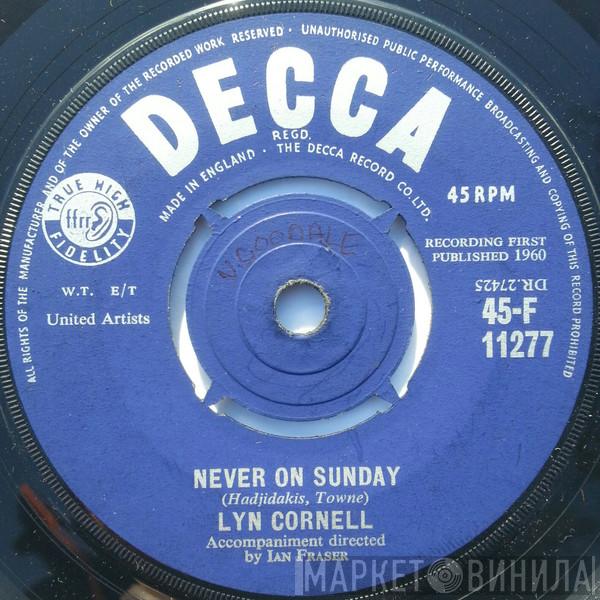 ALL RIGHTS OF THE MANUFACTURER AND OF THE OWNER OF THE RECORDED WORK RESERVED · UNAUTHORISED PUBLIC PERFORMANCE BROADCASTING AND COPYING OF THIS RECORD PROHIBITED
DECCA
REGD.
MADE IN ENGLAND · THE DECCA RECORD CO. LTD.
TRUE HIGH
ffrr
FIDELITY
45 RPM
N. GOODALE
RECORDING FIRST
PUBLISHED 1960
W.T. E/T
United Artists
DR.27425
45-F
11277
NEVER ON SUNDAY
(Hadjidakis, Towne)
LYN CORNELL
Accompaniment directed
by IAN FRASER
МАРКЕТ ВИНИЛА